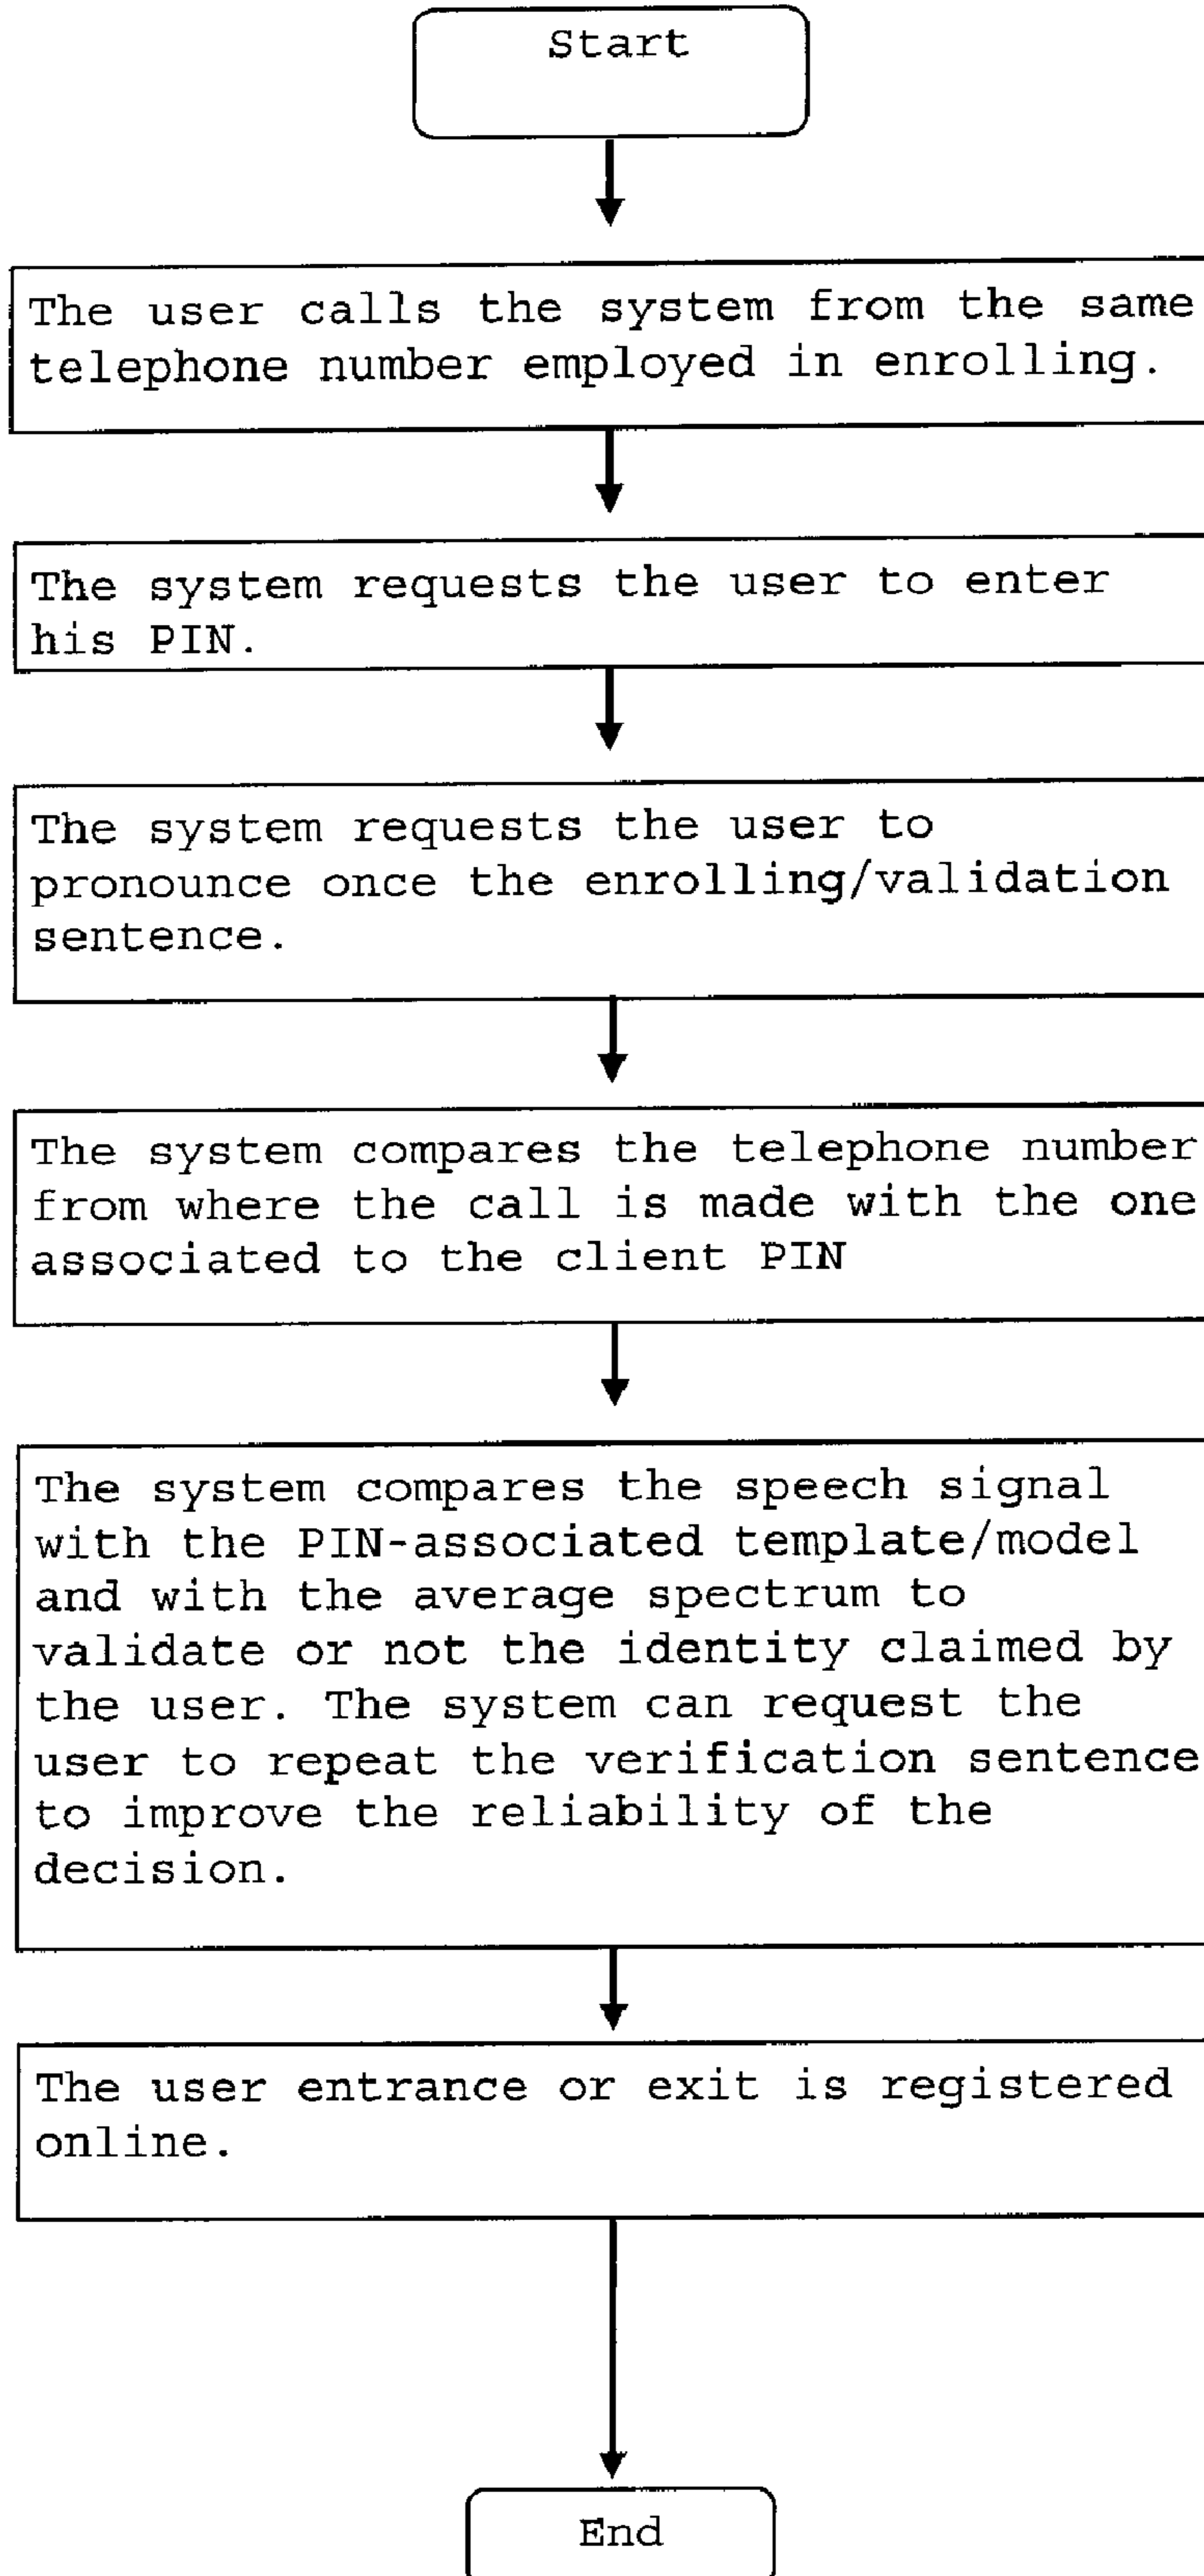 Start
The user calls the system from the same
telephone number employed in enrolling.
The system requests the user to enter
his PIN.
The system requests the user to
pronounce once the enrolling/validation
sentence.
The system compares the telephone number
from where the call is made with the one
associated to the client PIN
The system compares the speech signal
with the PIN-associated template/model
and with the average spectrum to
validate or not the identity claimed by
the user. The system can request the
user to repeat the verification sentence
to improve the reliability of the
decision.
The user entrance or exit is registered
online.
End